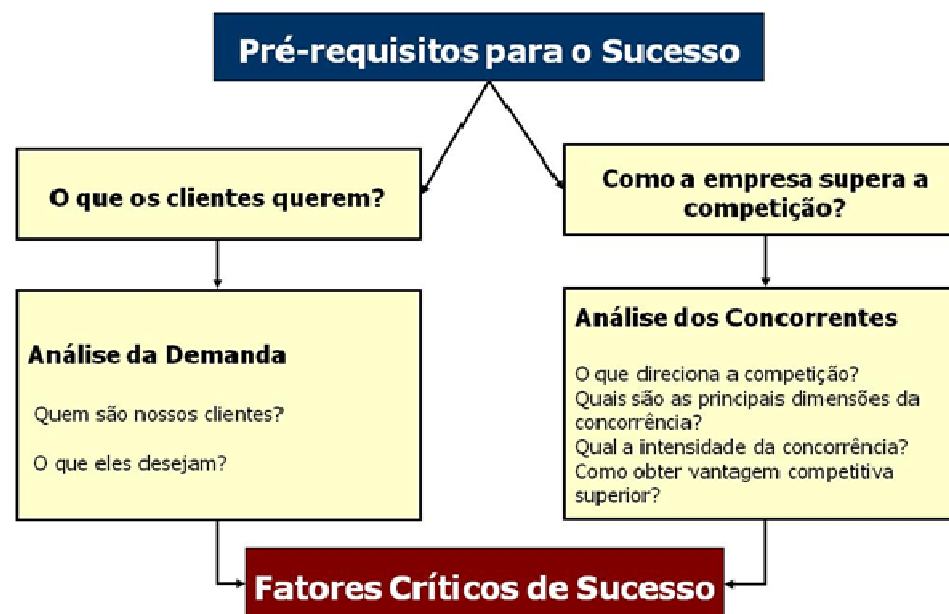 Pré-requisitos para o Sucesso
O que os clientes querem?
Como a empresa supera a
competição?
Análise da Demanda
Quem são nossos clientes?
O que eles desejam?
Análise dos Concorrentes
O que direciona a competição?
Quais são as principais dimensões da
concorrência?
Qual a intensidade da concorrência?
Como obter vantagem competitiva
superior?
Fatores Críticos de Sucesso